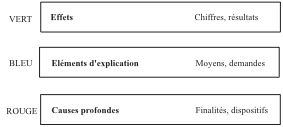 VERT Effets Chiffres, résultats
BLEU Eléments d'explication Moyens, demandes
ROUGE Causes profondes Finalités, dispositifs